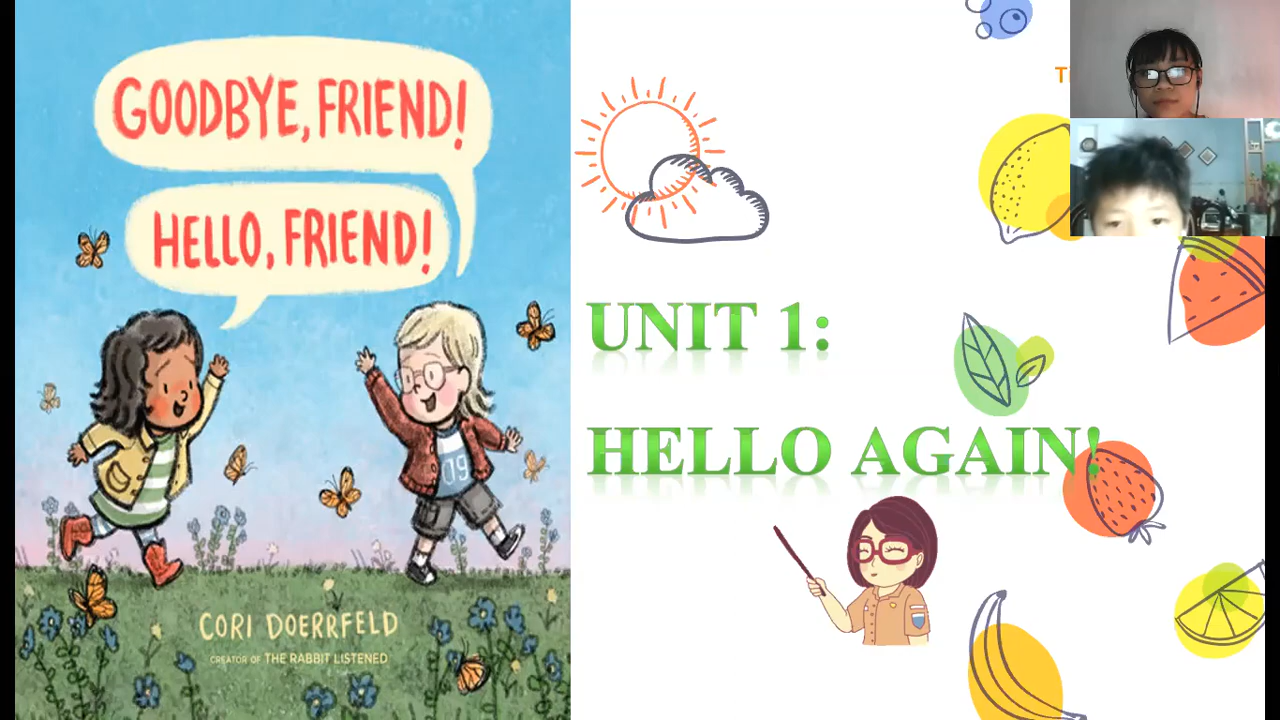 GOODBYE, FRIEND!
HELLO, FRIEND!
09
CORI DOERRFELD
CREATOR OF THE RABBIT LISTENED
UNIT 1:
HELLO AGAIN!